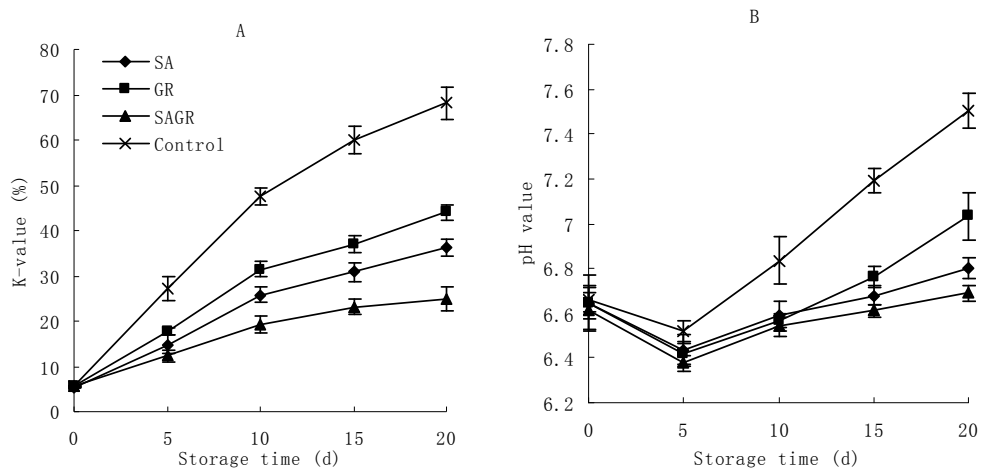 A
80
70
60
50
40
30
20
10
0
K-value (%)
SA
GR
SAGR
Control
0 5 10 15 20
Storage time (d)
B
7.8
7.6
7.4
7.2
7
6.8
6.6
6.4
6.2
pH value
0 5 10 15 20
Storage time (d)